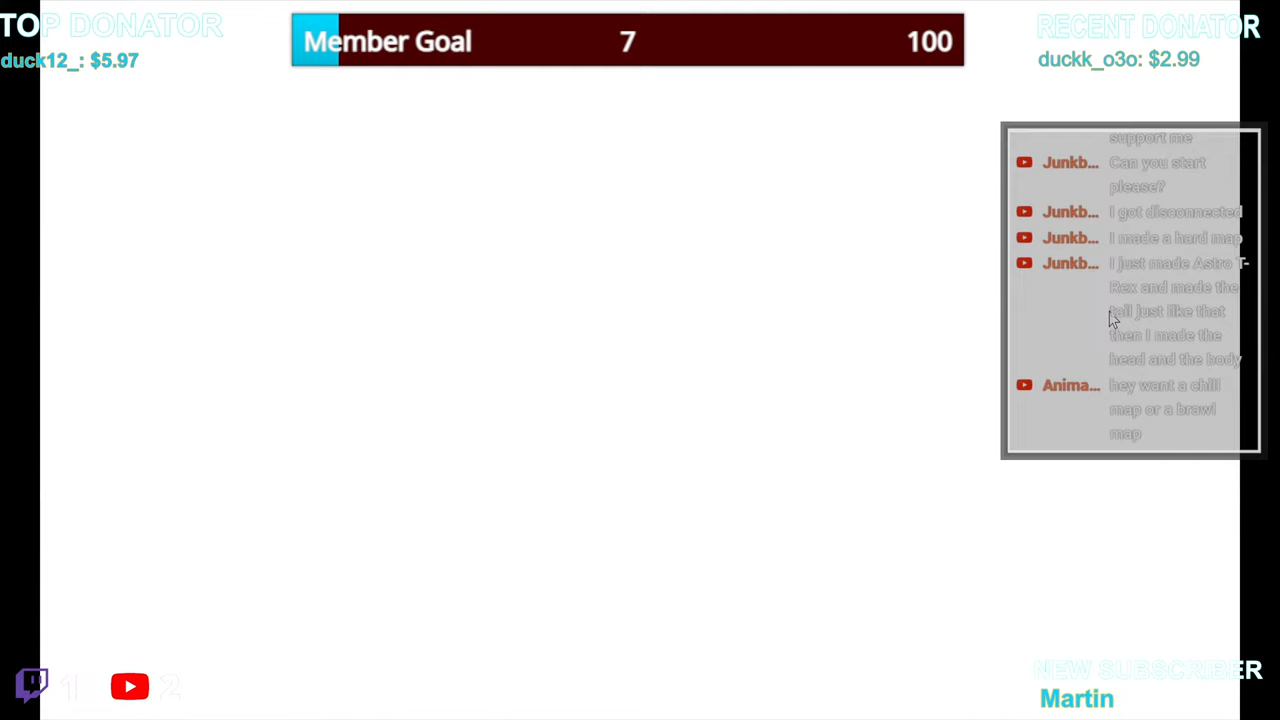 TOP DONATOR
duck12_: $5.97
Member Goal 7 100
RECENT DONATOR
duckk_o3o: $2.99
support me
Junkb... Can you start
please?
Junkb... I got disconnected
Junkb... I made a hard map
Junkb... I just made Astro T-
Rex and made the
tail just like that
then I made the
head and the body
Anima... hey want a chill
map or a brawl
map
1 2
NEW SUBSCRIBER
Martin